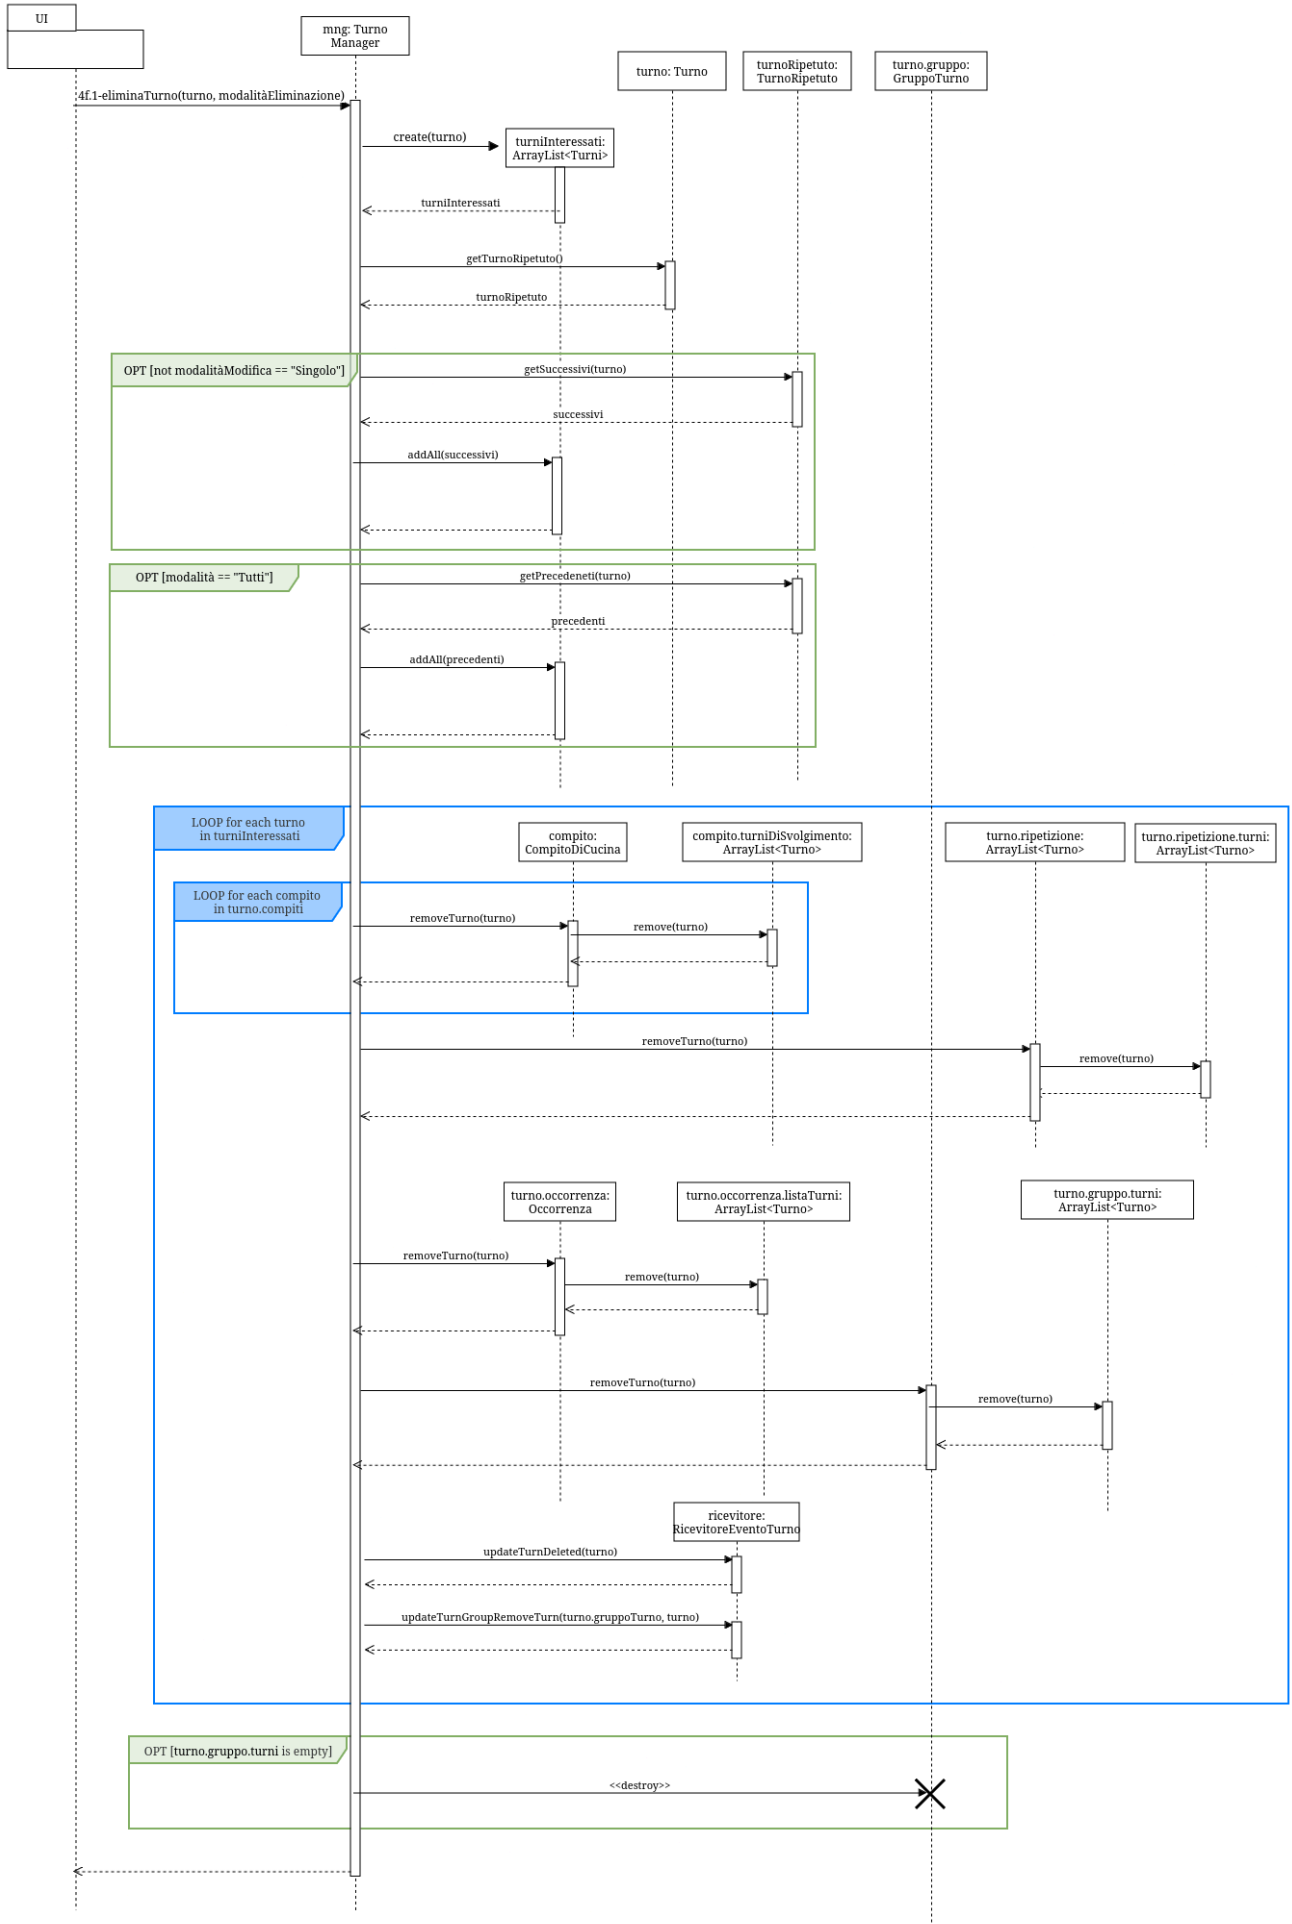 UI
mng: Turno
Manager
turno: Turno
turnoRipetuto:
TurnoRipetuto
turno.gruppo:
GruppoTurno
4f.1-eliminaTurno(turno, modalitàEliminazione)
create(turno)
turniInteressati:
ArrayList<Turni>
turniInteressati
getTurnoRipetuto()
turnoRipetuto
OPT [not modalitàModifica == "Singolo"]
getSuccessivi(turno)
successivi
addAll(successivi)
OPT [modalità == "Tutti"]
getPrecedeneti(turno)
precedenti
addAll(precedenti)
LOOP for each turno
in turniInteressati
compito:
CompitoDiCucina
compito.turniDiSvolgimento:
ArrayList<Turno>
turno.ripetizione:
ArrayList<Turno>
turno.ripetizione.turni:
ArrayList<Turno>
LOOP for each compito
in turno.compiti
removeTurno(turno)
remove(turno)
removeTurno(turno)
remove(turno)
turno.occorrenza:
Occorrenza
turno.occorrenza.listaTurni:
ArrayList<Turno>
turno.gruppo.turni:
ArrayList<Turno>
removeTurno(turno)
remove(turno)
removeTurno(turno)
remove(turno)
ricevitore:
RicevitoreEventoTurno
updateTurnDeleted(turno)
updateTurnGroupRemoveTurn(turno.gruppoTurno, turno)
OPT [turno.gruppo.turni is empty]
<<destroy>>